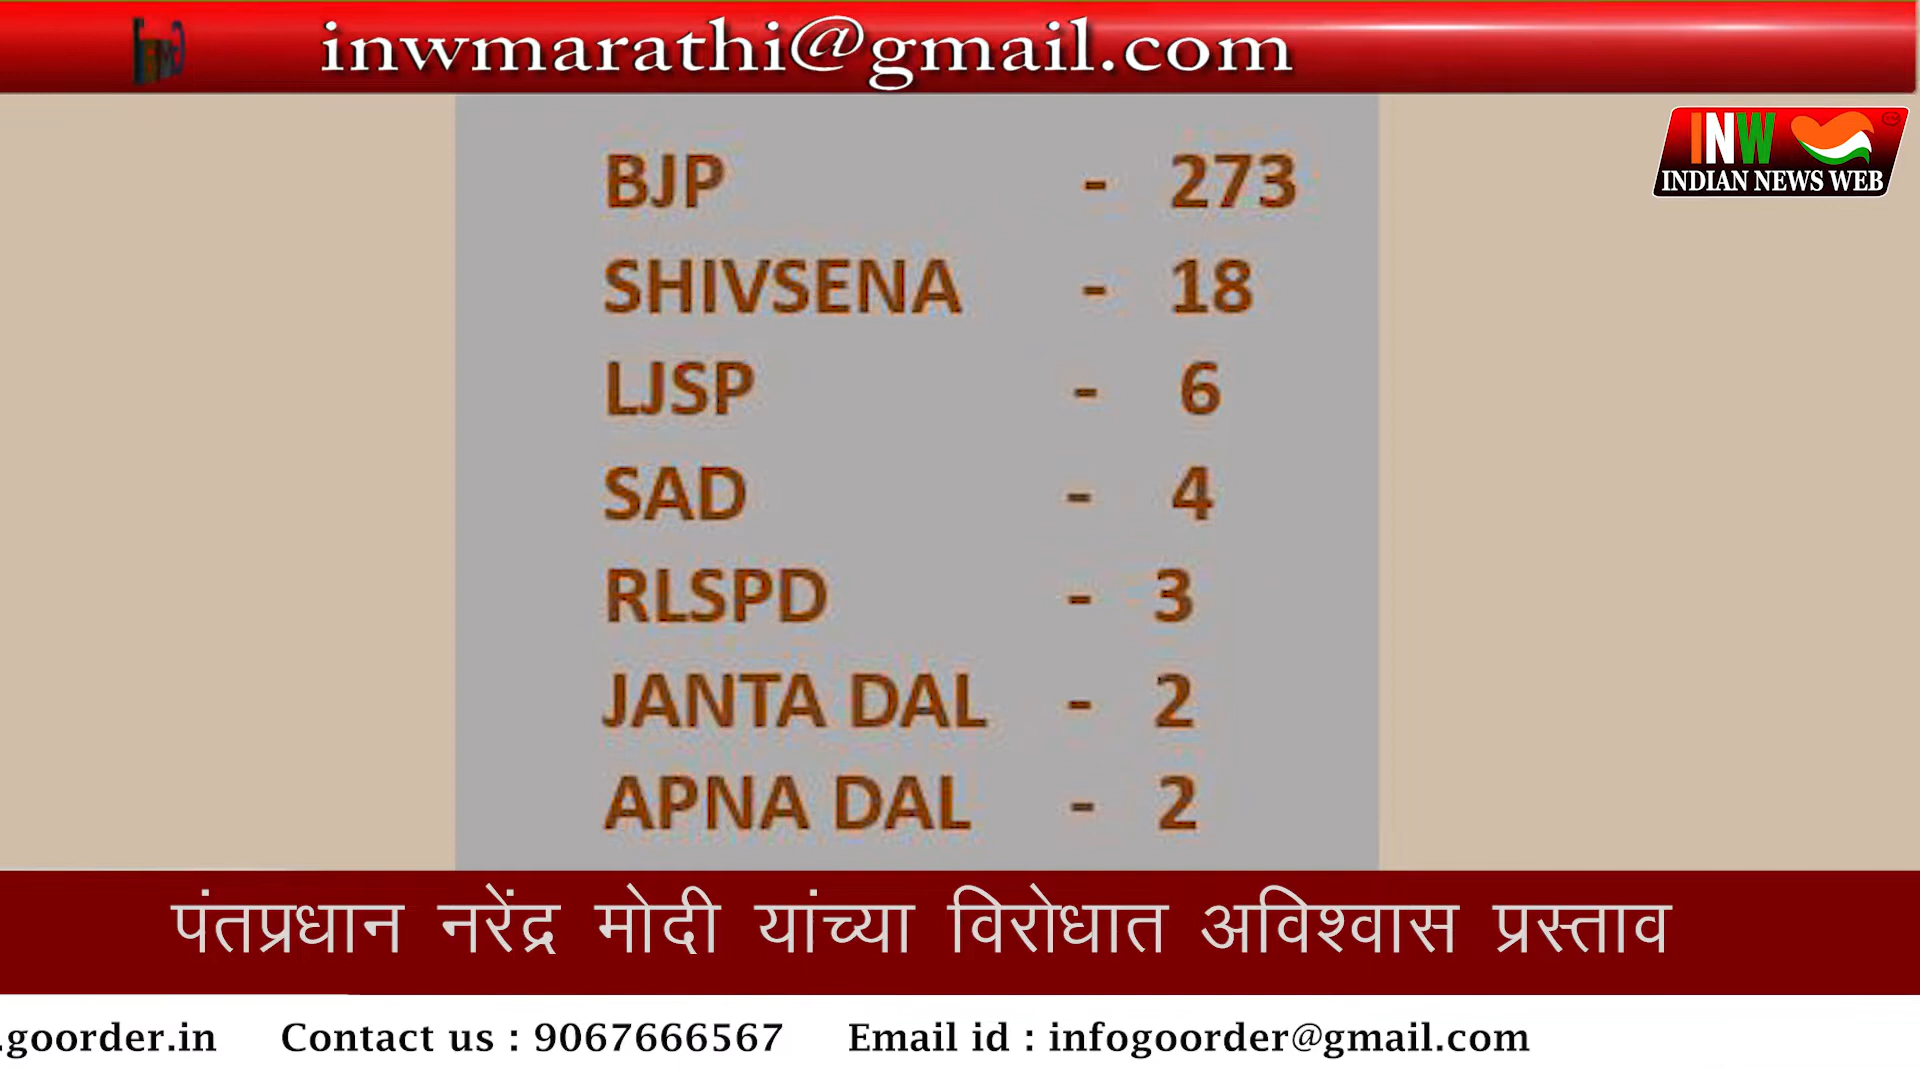 inwmarathi@gmail.com
INW
INDIAN NEWS WEB
BJP - 273
SHIVSENA - 18
LJSP - 6
SAD - 4
RLSPD - 3
JANTA DAL - 2
APNA DAL - 2
पंतप्रधान नरेंद्र मोदी यांच्या विरोधात अविश्वास प्रस्ताव
.goorder.in Contact us : 9067666567 Email id : infogoorder@gmail.com